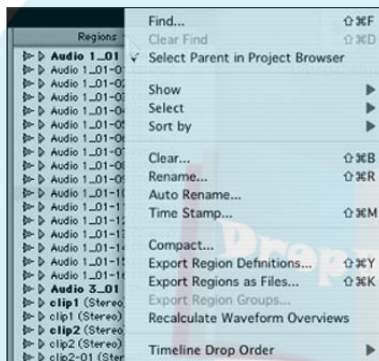 Regions
Audio 1_01
Audio 1_01-0
Audio 1_01-02
Audio 1_01-03
Audio 1_01-04
Audio 1_01-05
Audio 1_01-06
Audio 1_01-07
Audio 1_01-08
Audio 1_01-09
Audio 1_01-10
Audio 1_01-11
Audio 1_01-12
Audio 1_01-13
Audio 1_01-14
Audio 1_01-15
Audio 1_01-16
Audio 3_01
clip1 (Stereo)
clip1 (Stereo)
clip2 (Stereo)
clip2 (Stereo)
clip2-01 (Ster
Find... ⇧⌘F
Clear Find ⇧⌘D
✓ Select Parent in Project Browser
Show
Select
Sort by
Clear... ⇧⌘B
Rename... ⇧⌘R
Auto Rename...
Time Stamp... ⇧⌘M
Compact...
Export Region Definitions... ⇧⌘Y
Export Regions as Files... ⇧⌘K
Export Region Groups...
Recalculate Waveform Overviews
Timeline Drop Order
Drop